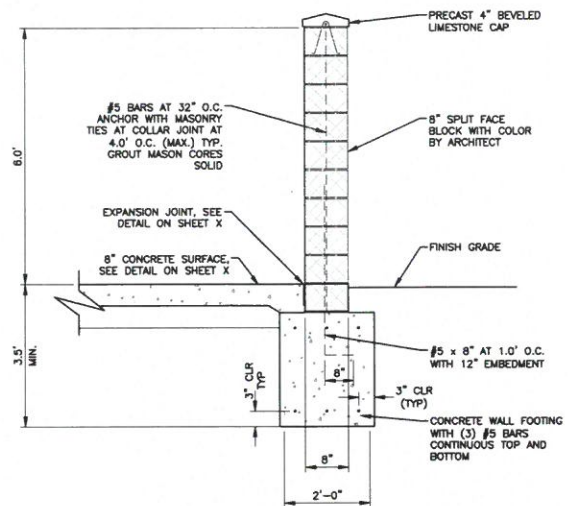 PRECAST 4" BEVELED
LIMESTONE CAP
#5 BARS AT 32" O.C.
ANCHOR WITH MASONRY
TIES AT COLLAR JOINT AT
4.0' O.C. (MAX.) TYP.
GROUT MASON CORES
SOLID
8" SPLIT FACE
BLOCK WITH COLOR
BY ARCHITECT
6.0'
EXPANSION JOINT, SEE
DETAIL ON SHEET X
FINISH GRADE
8" CONCRETE SURFACE,
SEE DETAIL ON SHEET X
3.5'
MIN.
#5 x 8" AT 1.0' O.C.
WITH 12" EMBEDMENT
8"
3" CLR
TYP
3" CLR
(TYP)
CONCRETE WALL FOOTING
WITH (3) #5 BARS
CONTINUOUS TOP AND
BOTTOM
8"
2'-0"